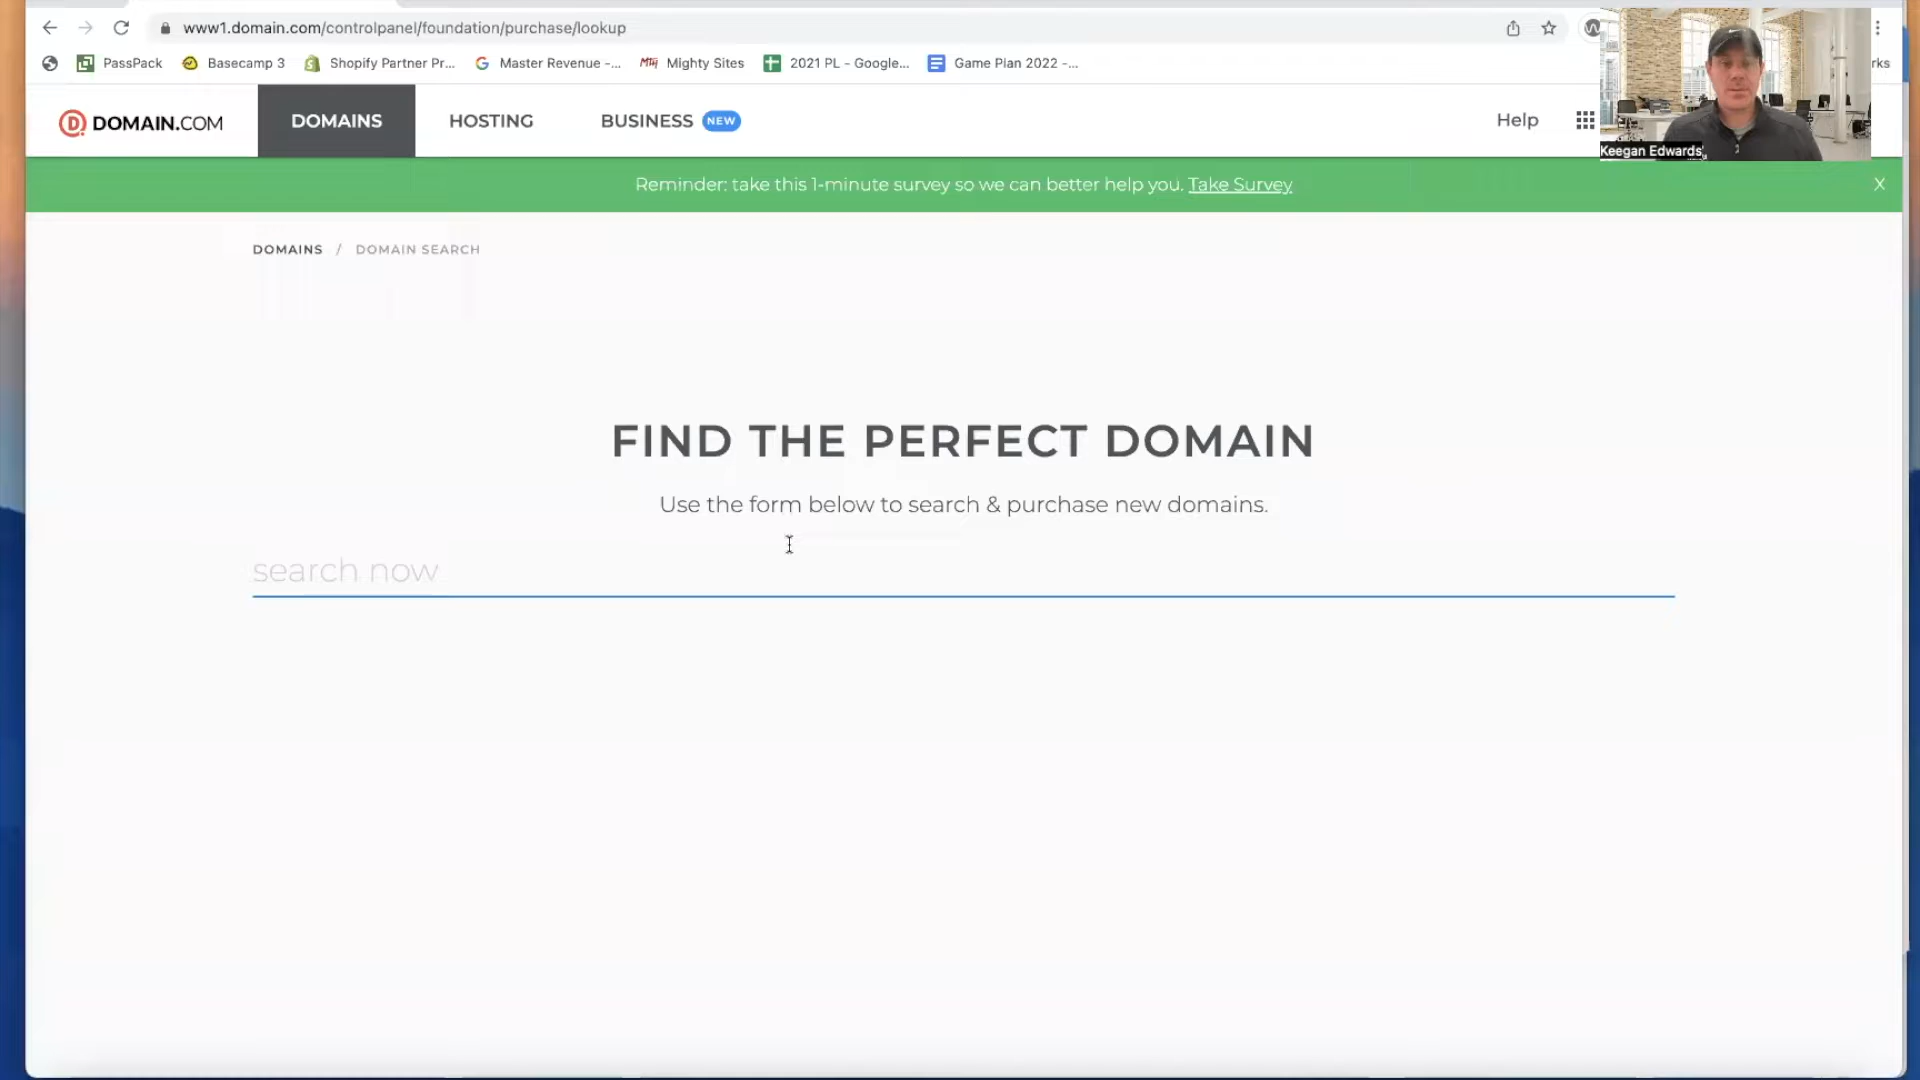 www1.domain.com/controlpanel/foundation/purchase/lookup
PassPack
Basecamp 3
Shopify Partner Pr...
Master Revenue -...
Mighty Sites
2021 PL - Google...
Game Plan 2022 -...
rks
DOMAIN.COM
DOMAINS
HOSTING
BUSINESS NEW
Help
Keegan Edwards
Reminder: take this 1-minute survey so we can better help you. Take Survey
X
DOMAINS / DOMAIN SEARCH
FIND THE PERFECT DOMAIN
Use the form below to search & purchase new domains.
search now